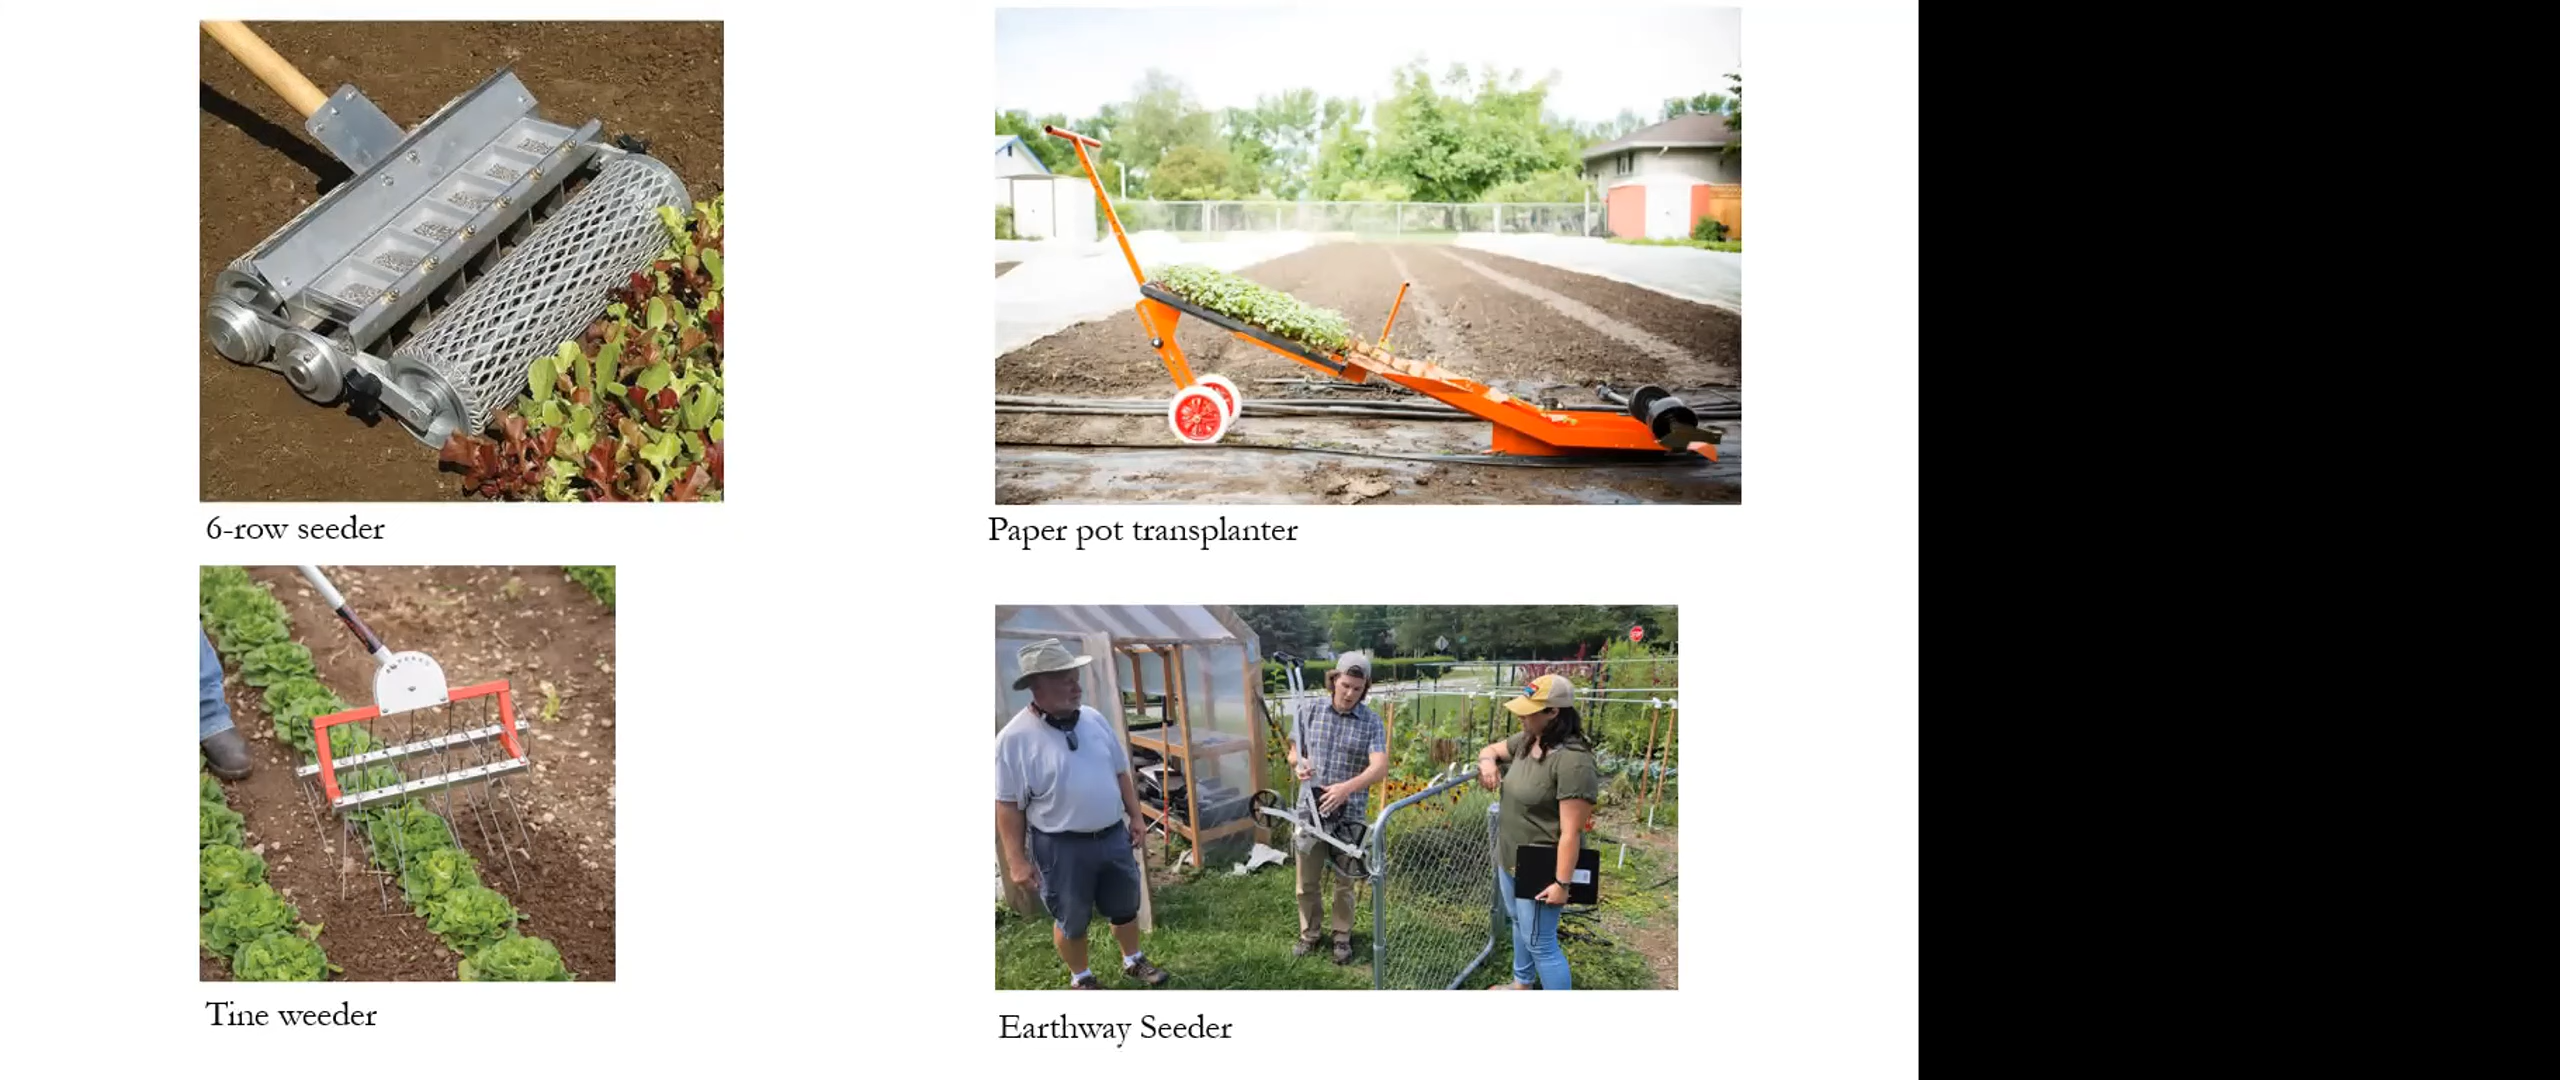 6-row seeder
Paper pot transplanter
Tine weeder
Earthway Seeder